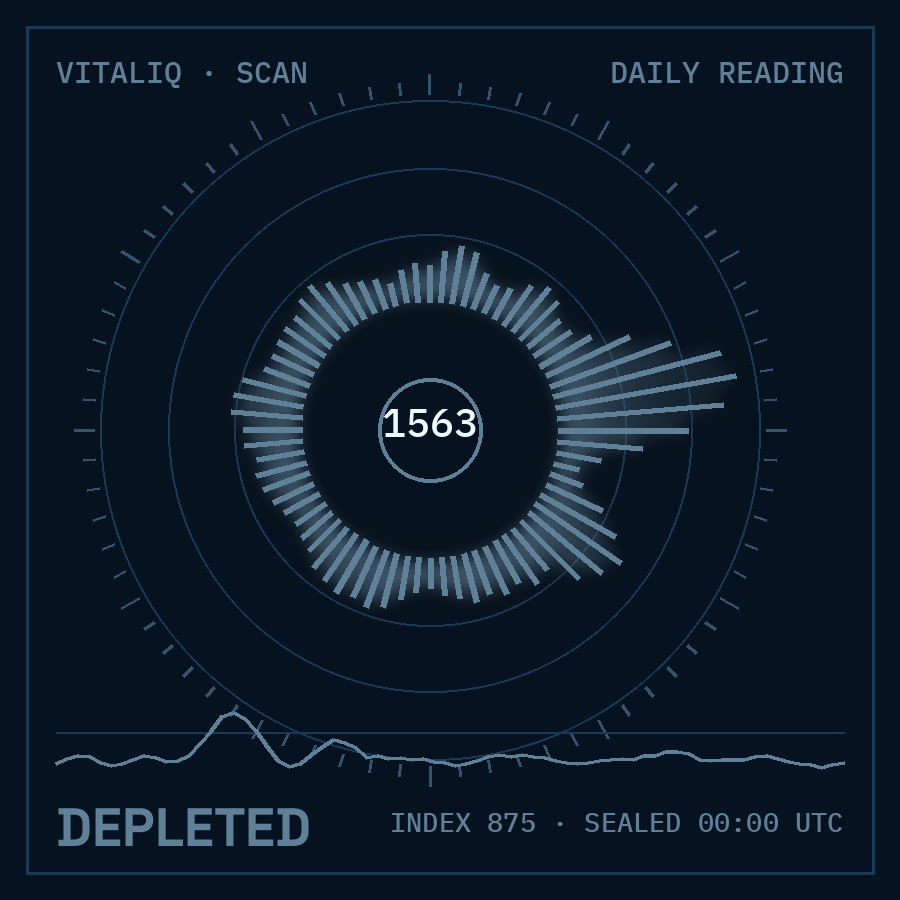 VITALIQ · SCAN
DAILY READING
1563
DEPLETED
INDEX 875 · SEALED 00:00 UTC